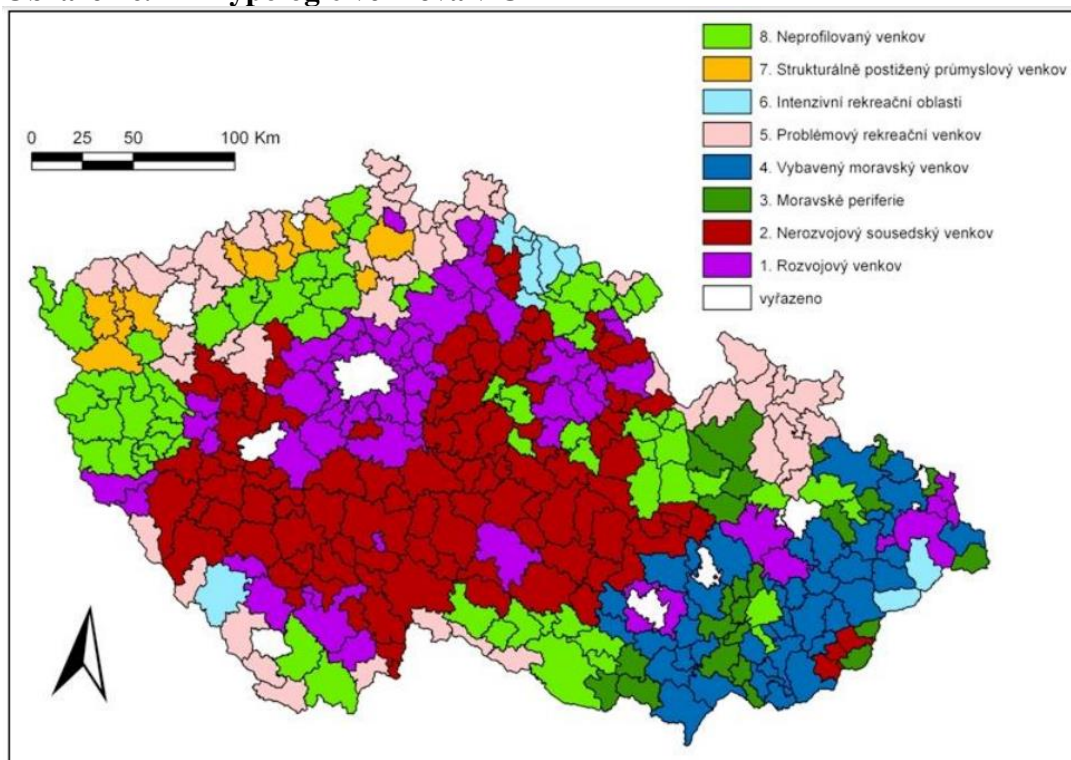 8. Neprofilovaný venkov
7. Strukturálně postižený průmyslový venkov
6. Intenzivní rekreační oblasti
5. Problémový rekreační venkov
4. Vybavený moravský venkov
3. Moravské periferie
2. Nerozvojový sousedský venkov
1. Rozvojový venkov
vyřazeno
0 25 50 100 Km